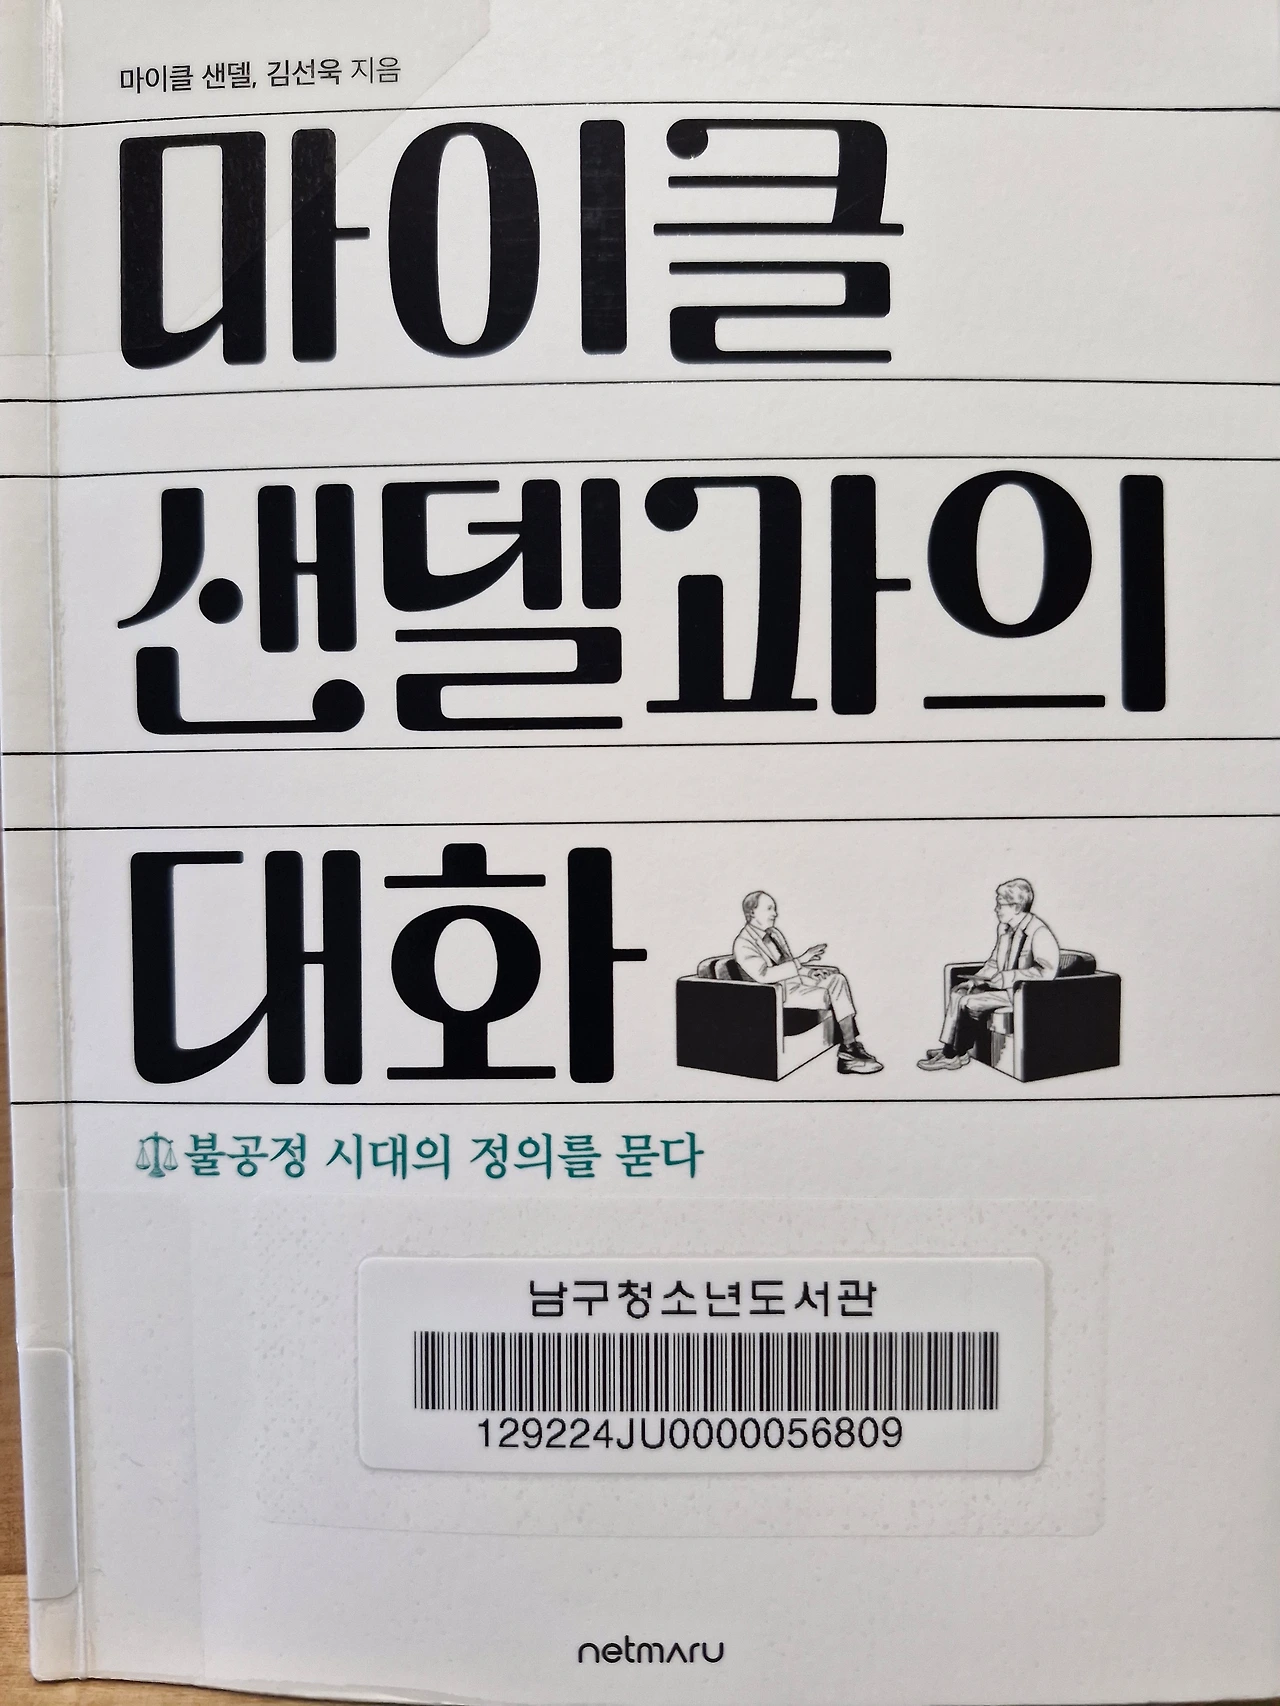 마이클 샌델, 김선욱 지음
마이클
샌델과의
대화
불공정 시대의 정의를 묻다
남구청소년도서관
129224JU0000056809
netmaru